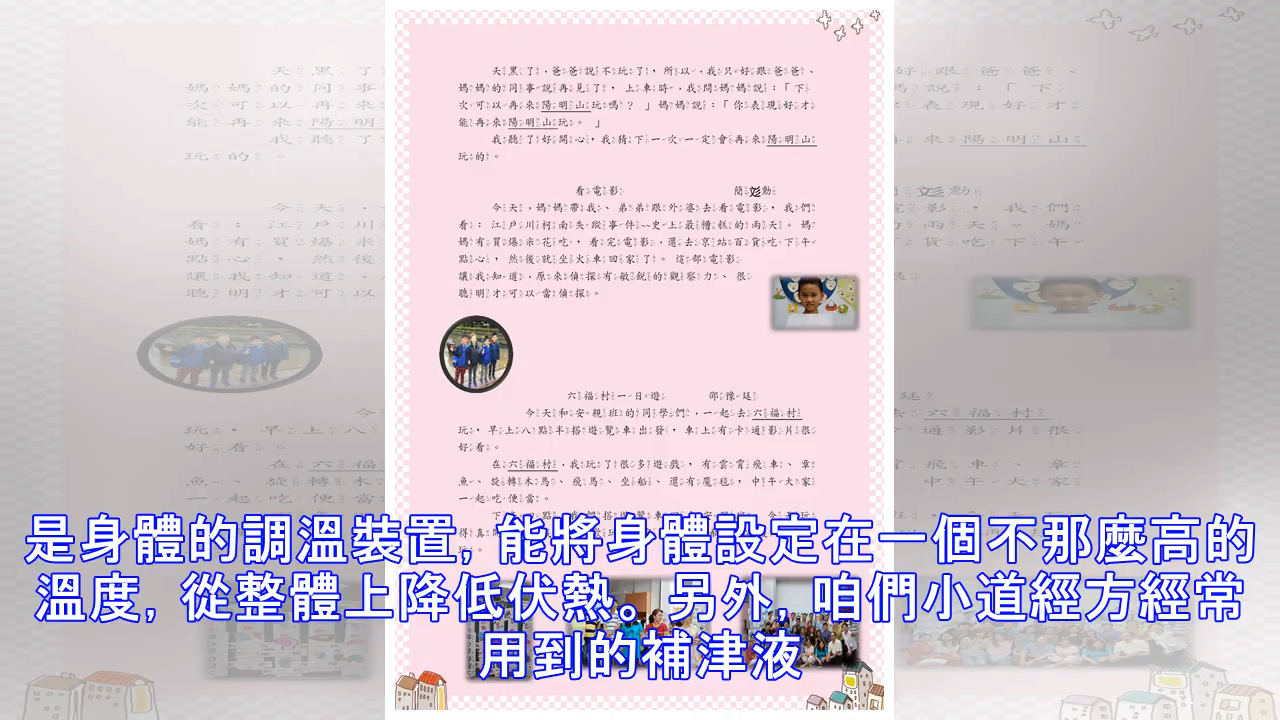 天黑了，爸爸說不玩了，所以，我只好跟爸爸、
媽媽的同事說再見了，上車時，我問媽媽說：「下
次可以再來陽明山玩嗎？」媽媽說：「你表現好才
能再來陽明山玩。」
我聽了好開心，我猜下一次一定會再來陽明山
玩的。
看電影 簡彣勳
今天，媽媽帶我、弟弟跟外婆去看電影，我們
看：江戶川柯南失蹤事件～史上最糟糕的兩天。媽
媽有買爆米花吃，看完電影，還去京站百貨吃下午
點心，然後就坐火車回家了。這部電影
讓我知道，原來偵探有敏銳的觀察力、很
聰明才可以當偵探。
六福村一日遊 鄧豫廷
今天和安親班的同學們，一起去六福村
玩，早上八點半搭遊覽車出發，車上有卡通影片很
好看。
在六福村，我玩了很多遊戲，有雲霄飛車、章
魚、旋轉木馬、飛馬、坐船、還有魔毯，中午大家
一起吃便當。
是身體的調溫裝置, 能將身體設定在一個不那麼高的
溫度, 從整體上降低伏熱。另外, 咱們小道經方經常
用到的補津液